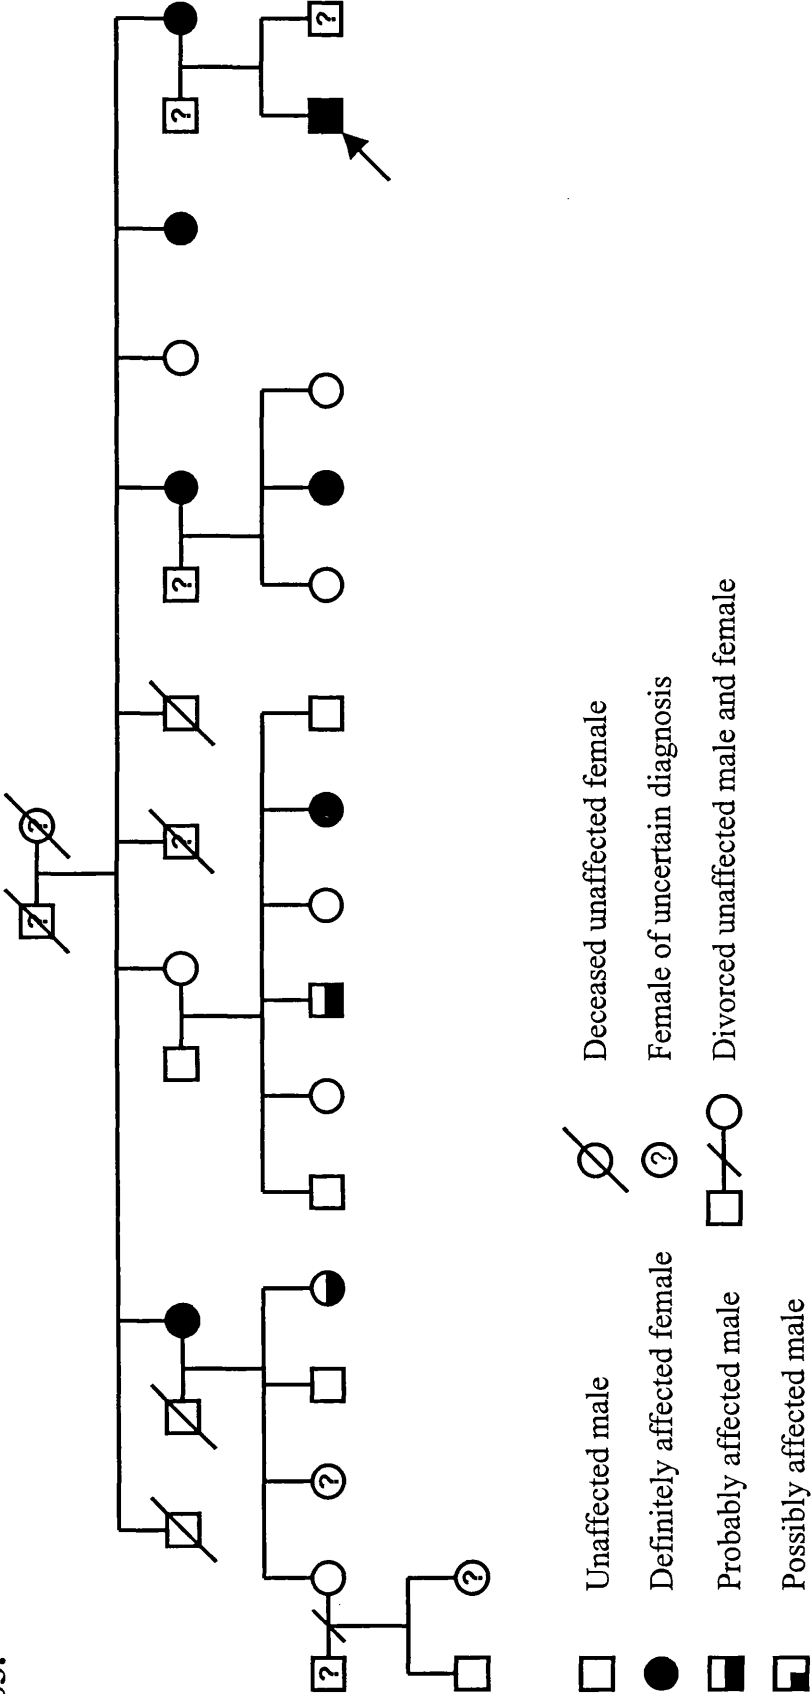 ?
?
?
?
?
?
?
?
?
?
Unaffected male
Definitely affected female
Probably affected male
Possibly affected male
Deceased unaffected female
? Female of uncertain diagnosis
Divorced unaffected male and female